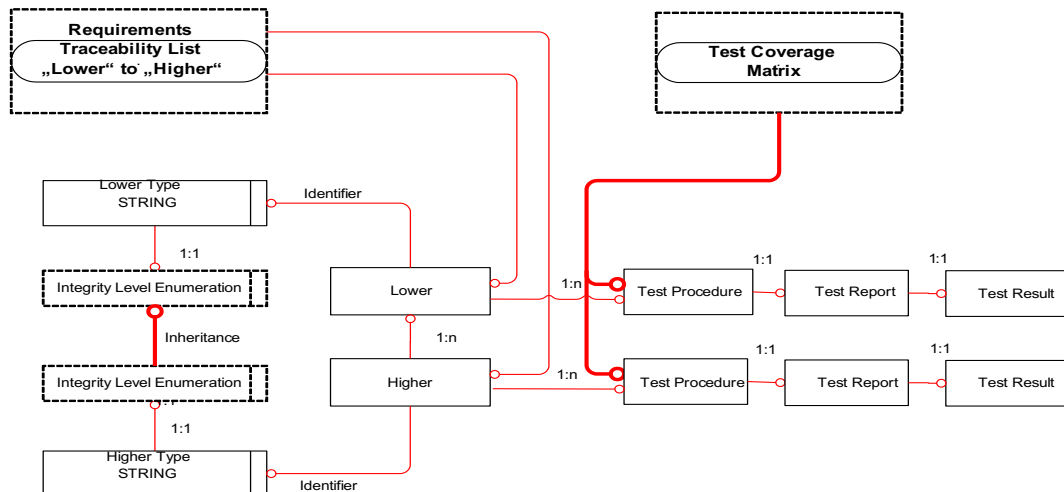 Requirements
Traceability List
„Lower“ to „Higher“
Test Coverage
Matrix
Lower Type
STRING
Identifier
1:1
Integrity Level Enumeration
Lower
1:n
Test Procedure
1:1
Test Report
1:1
Test Result
Inheritance
1:n
Integrity Level Enumeration
Higher
1:n
Test Procedure
1:1
Test Report
1:1
Test Result
1:1
Higher Type
STRING
Identifier